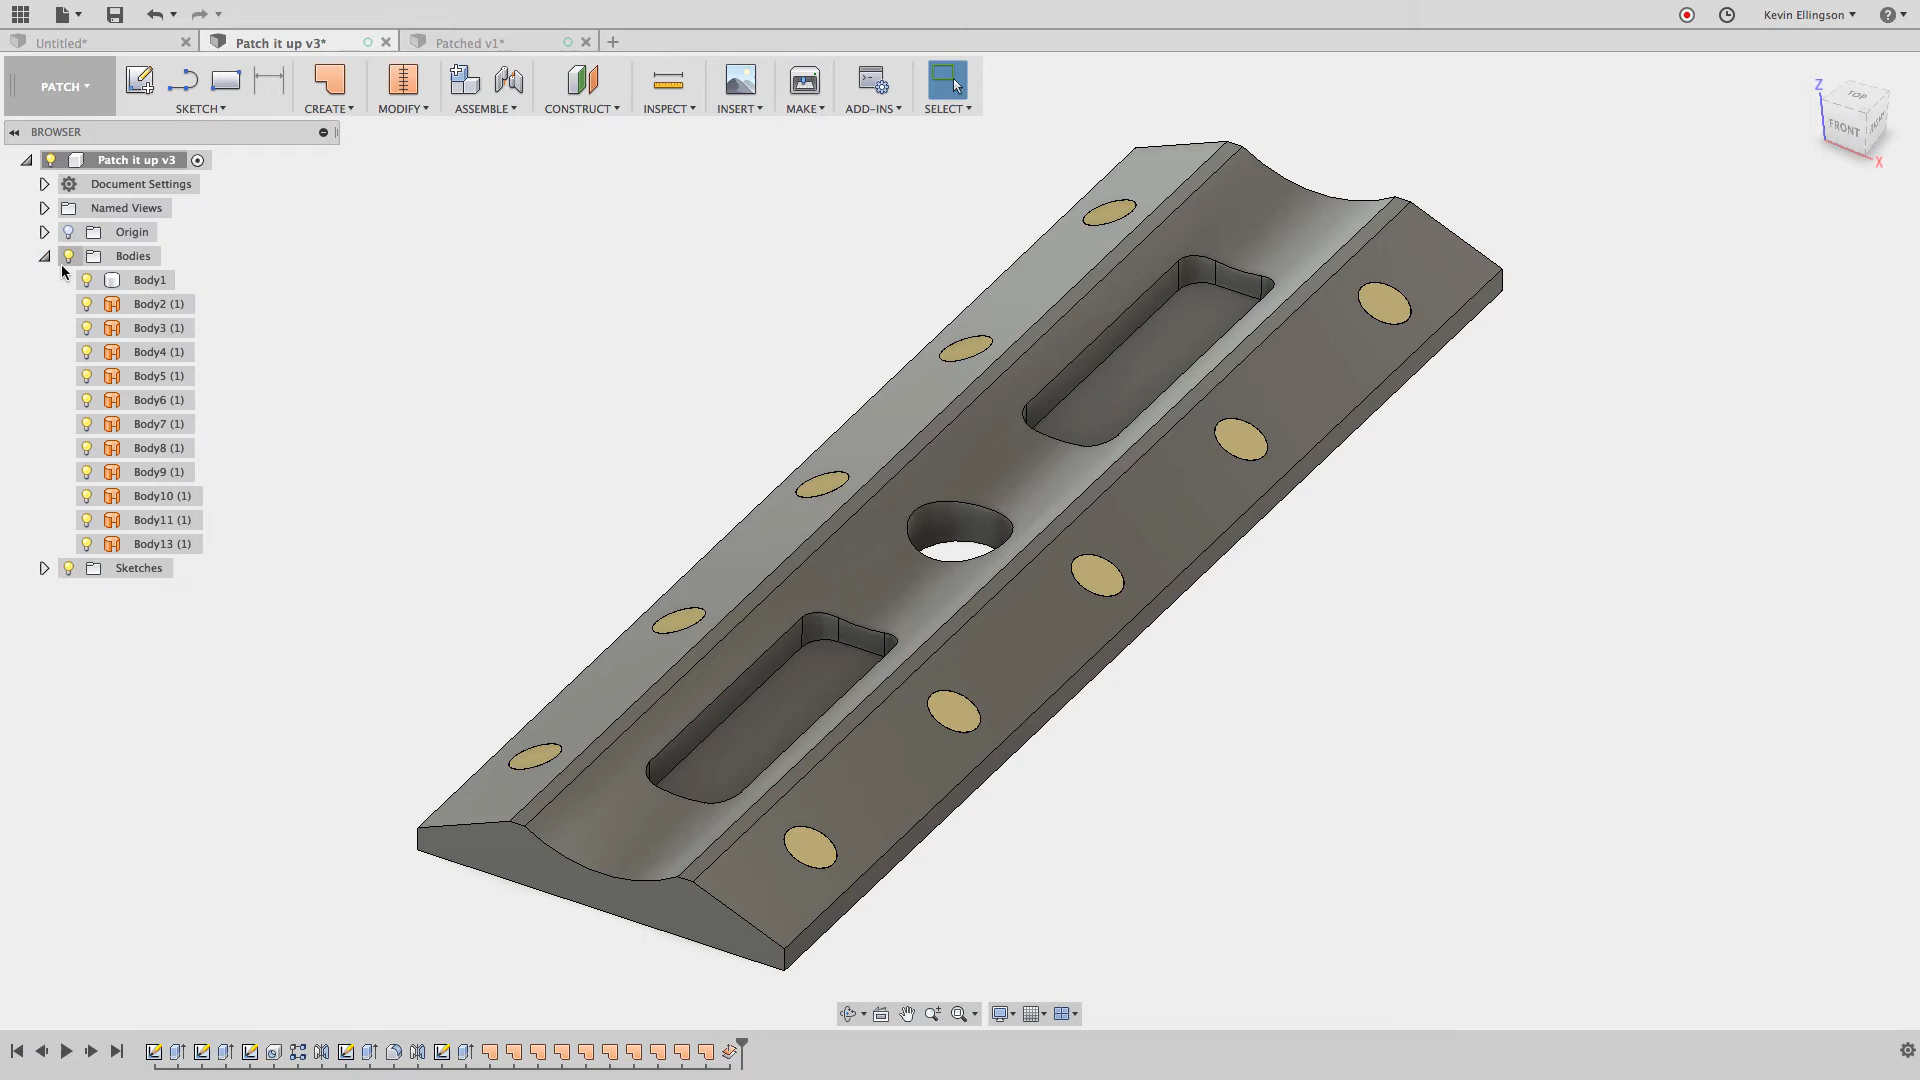 Kevin Ellingson
Untitled*
Patch it up v3*
Patched v1*
PATCH
SKETCH
CREATE
MODIFY
ASSEMBLE
CONSTRUCT
INSPECT
INSERT
MAKE
ADD-INS
SELECT
BROWSER
Patch it up v3
Document Settings
Named Views
Origin
Bodies
Body1
Body2 (1)
Body3 (1)
Body4 (1)
Body5 (1)
Body6 (1)
Body7 (1)
Body8 (1)
Body9 (1)
Body10 (1)
Body11 (1)
Body13 (1)
Sketches
Z
TOP
FRONT
RIGHT
X